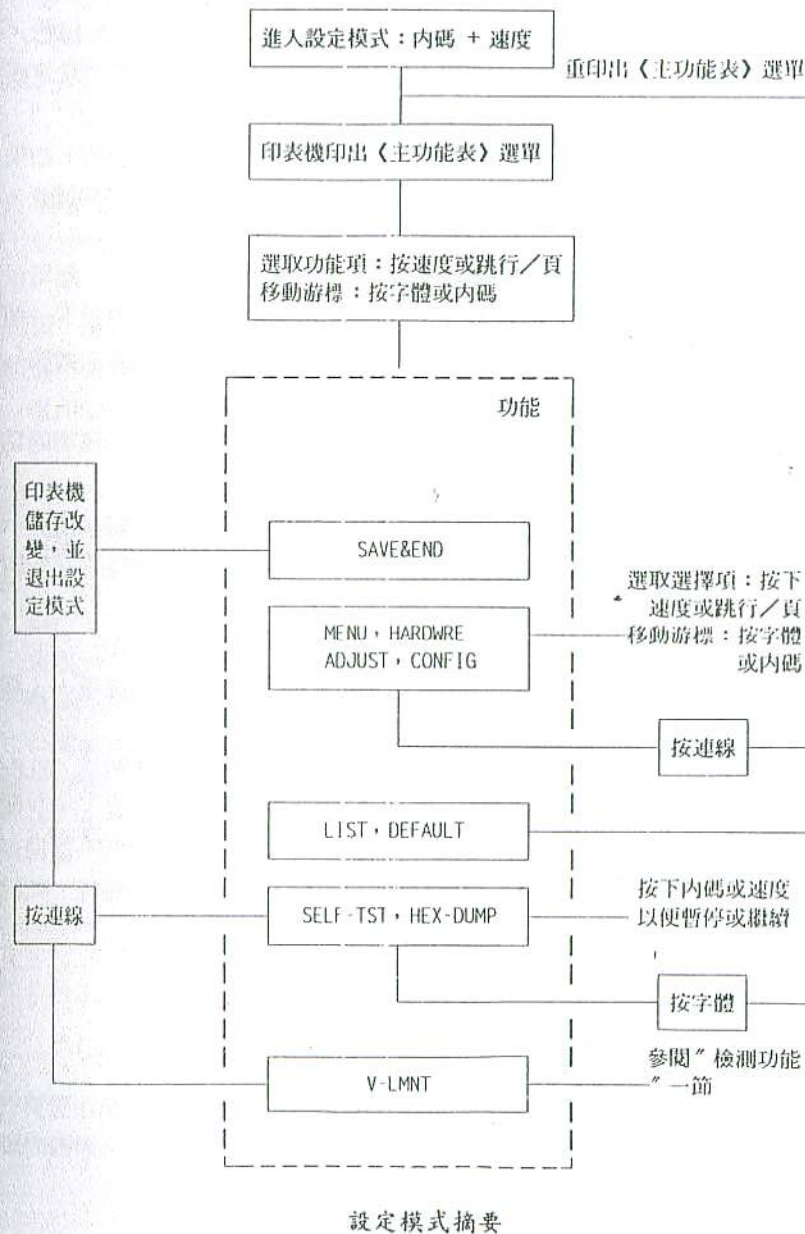 進入設定模式：內碼 + 速度
重印出《主功能表》選單
印表機印出《主功能表》選單
選取功能項：按速度或跳行／頁
移動游標：按字體或內碼
功能
印表機
儲存改
變，並
退出設
定模式
SAVE&END
MENU，HARDWRE
ADJUST，CONFIG
選取選擇項：按下
速度或跳行／頁
移動游標：按字體
或內碼
按連線
LIST，DEFAULT
按連線
SELF-TST，HEX-DUMP
按下內碼或速度
以便暫停或繼續
按字體
V-LMNT
參閱〞檢測功能
〞一節
設定模式摘要